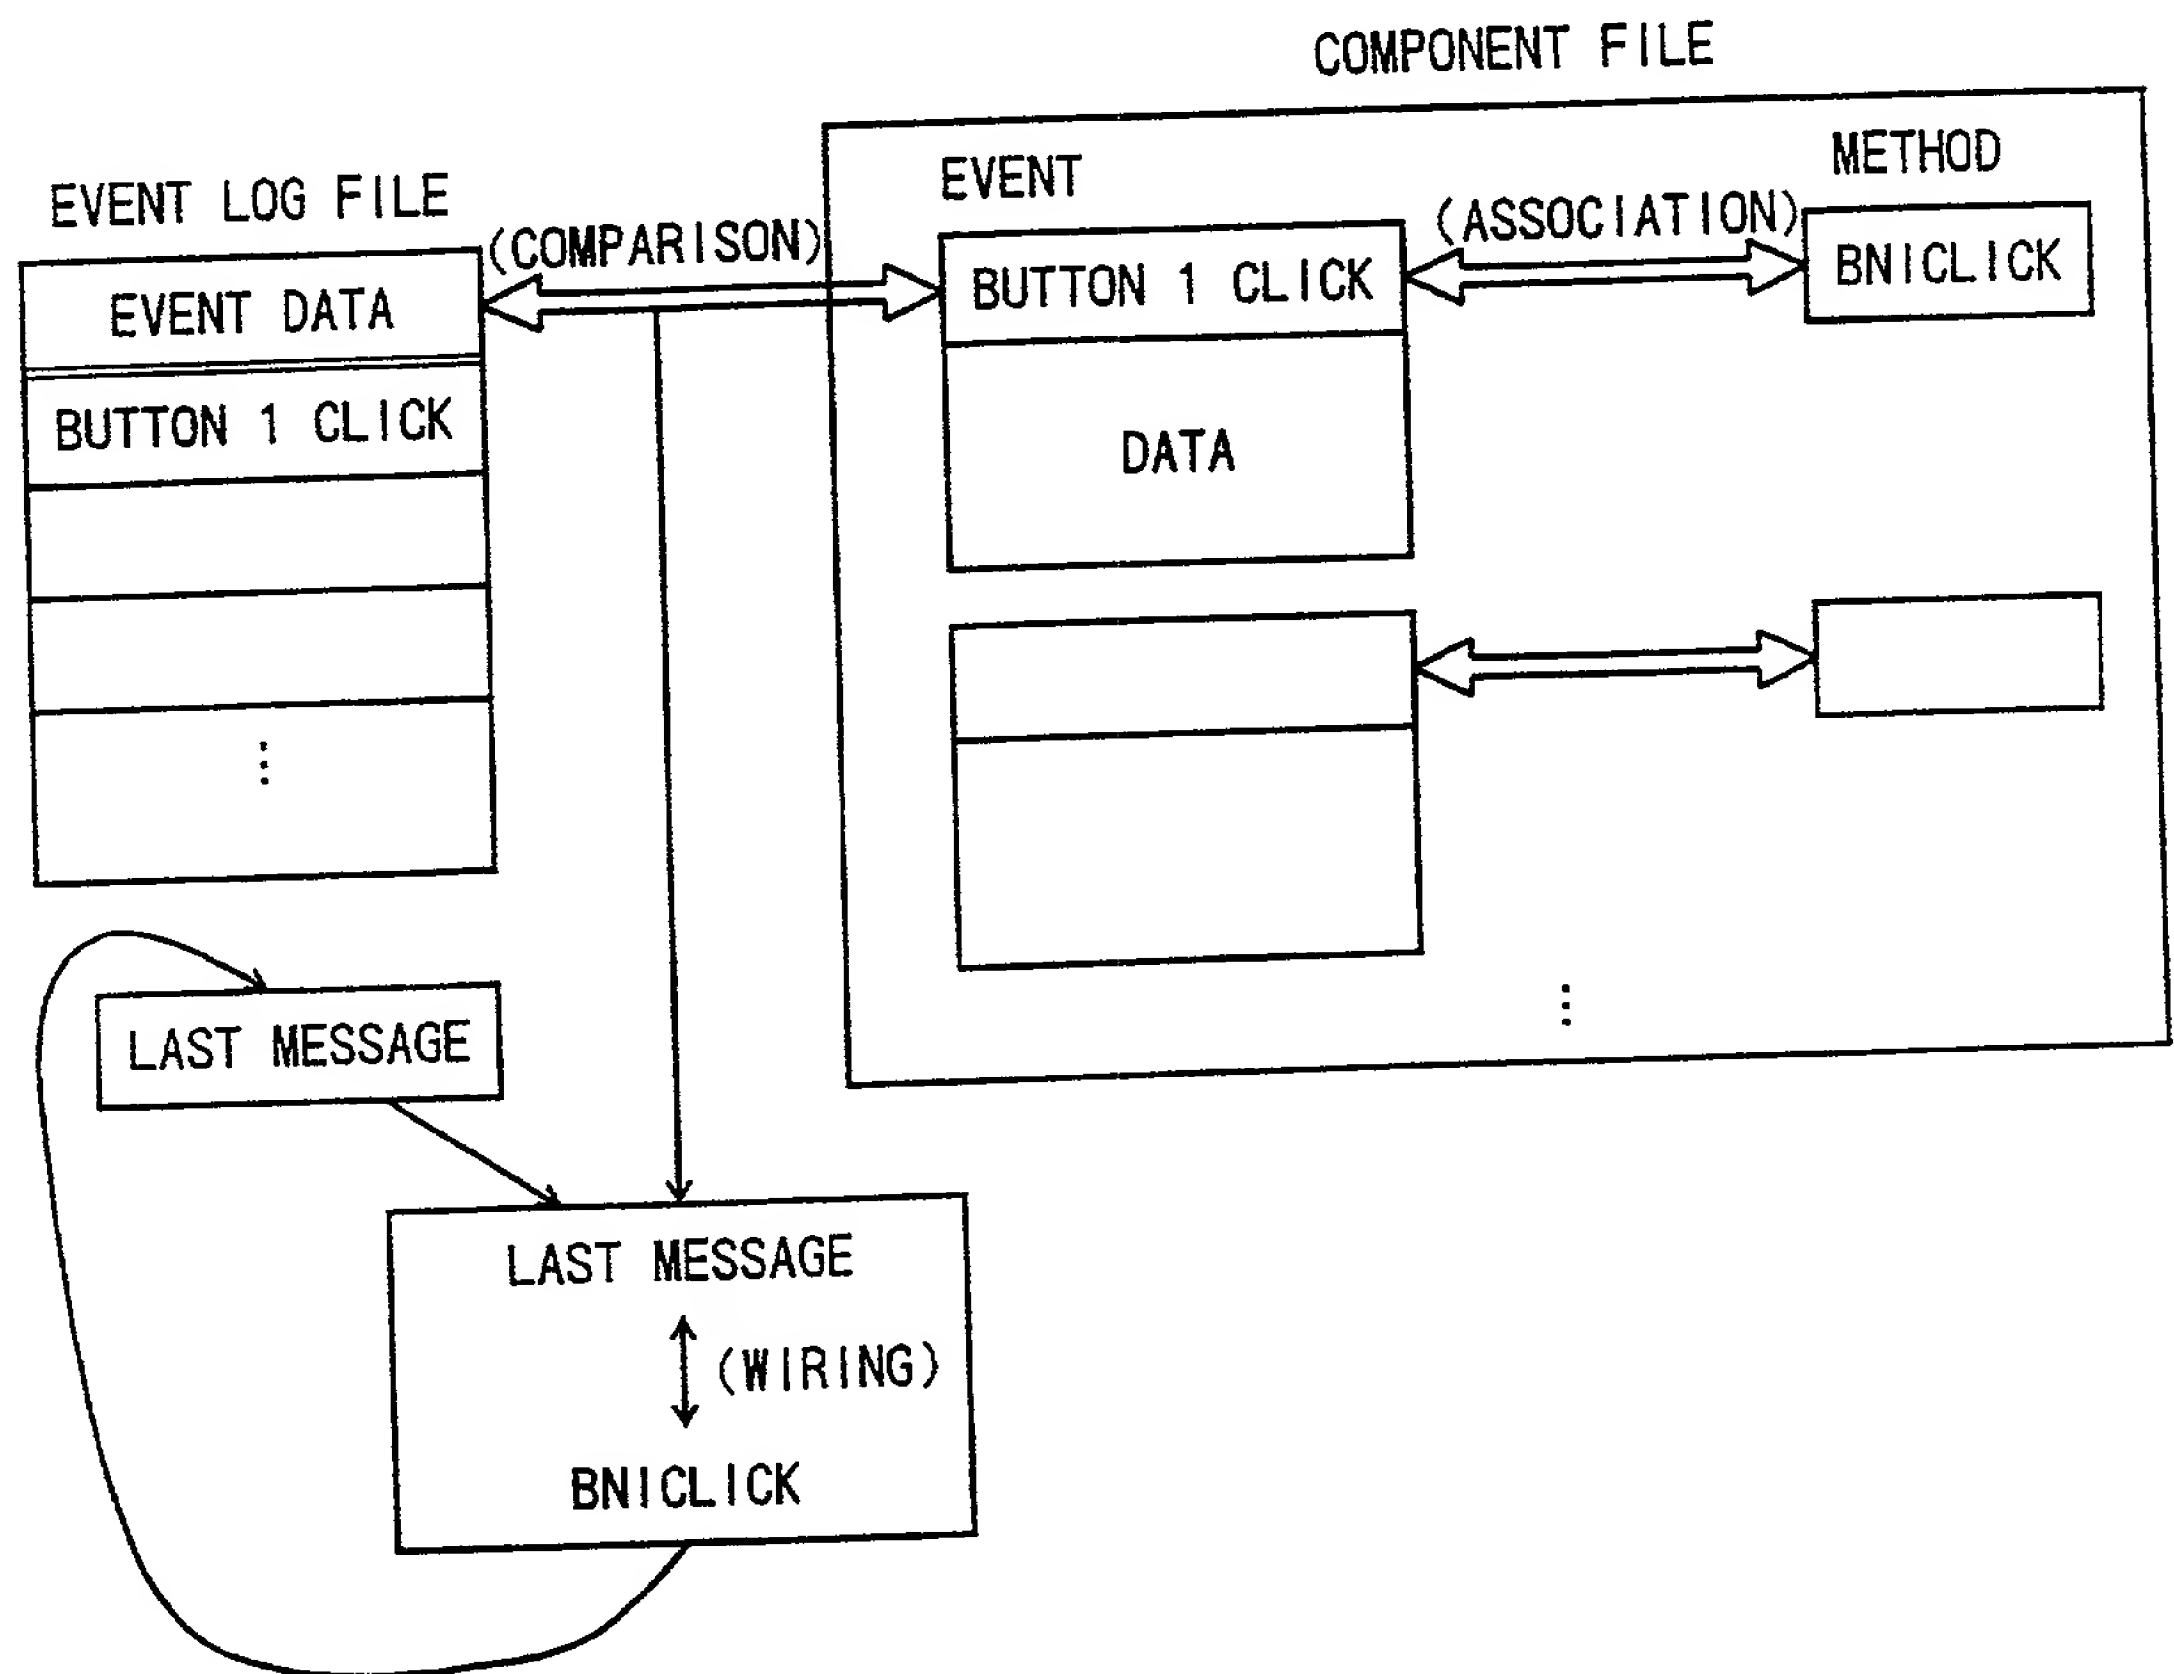 COMPONENT FILE
EVENT LOG FILE
(COMPARISON)
EVENT
(ASSOCIATION)
METHOD
EVENT DATA
BUTTON 1 CLICK
BNICLICK
BUTTON 1 CLICK
DATA
LAST MESSAGE
LAST MESSAGE
(WIRING)
BNICLICK